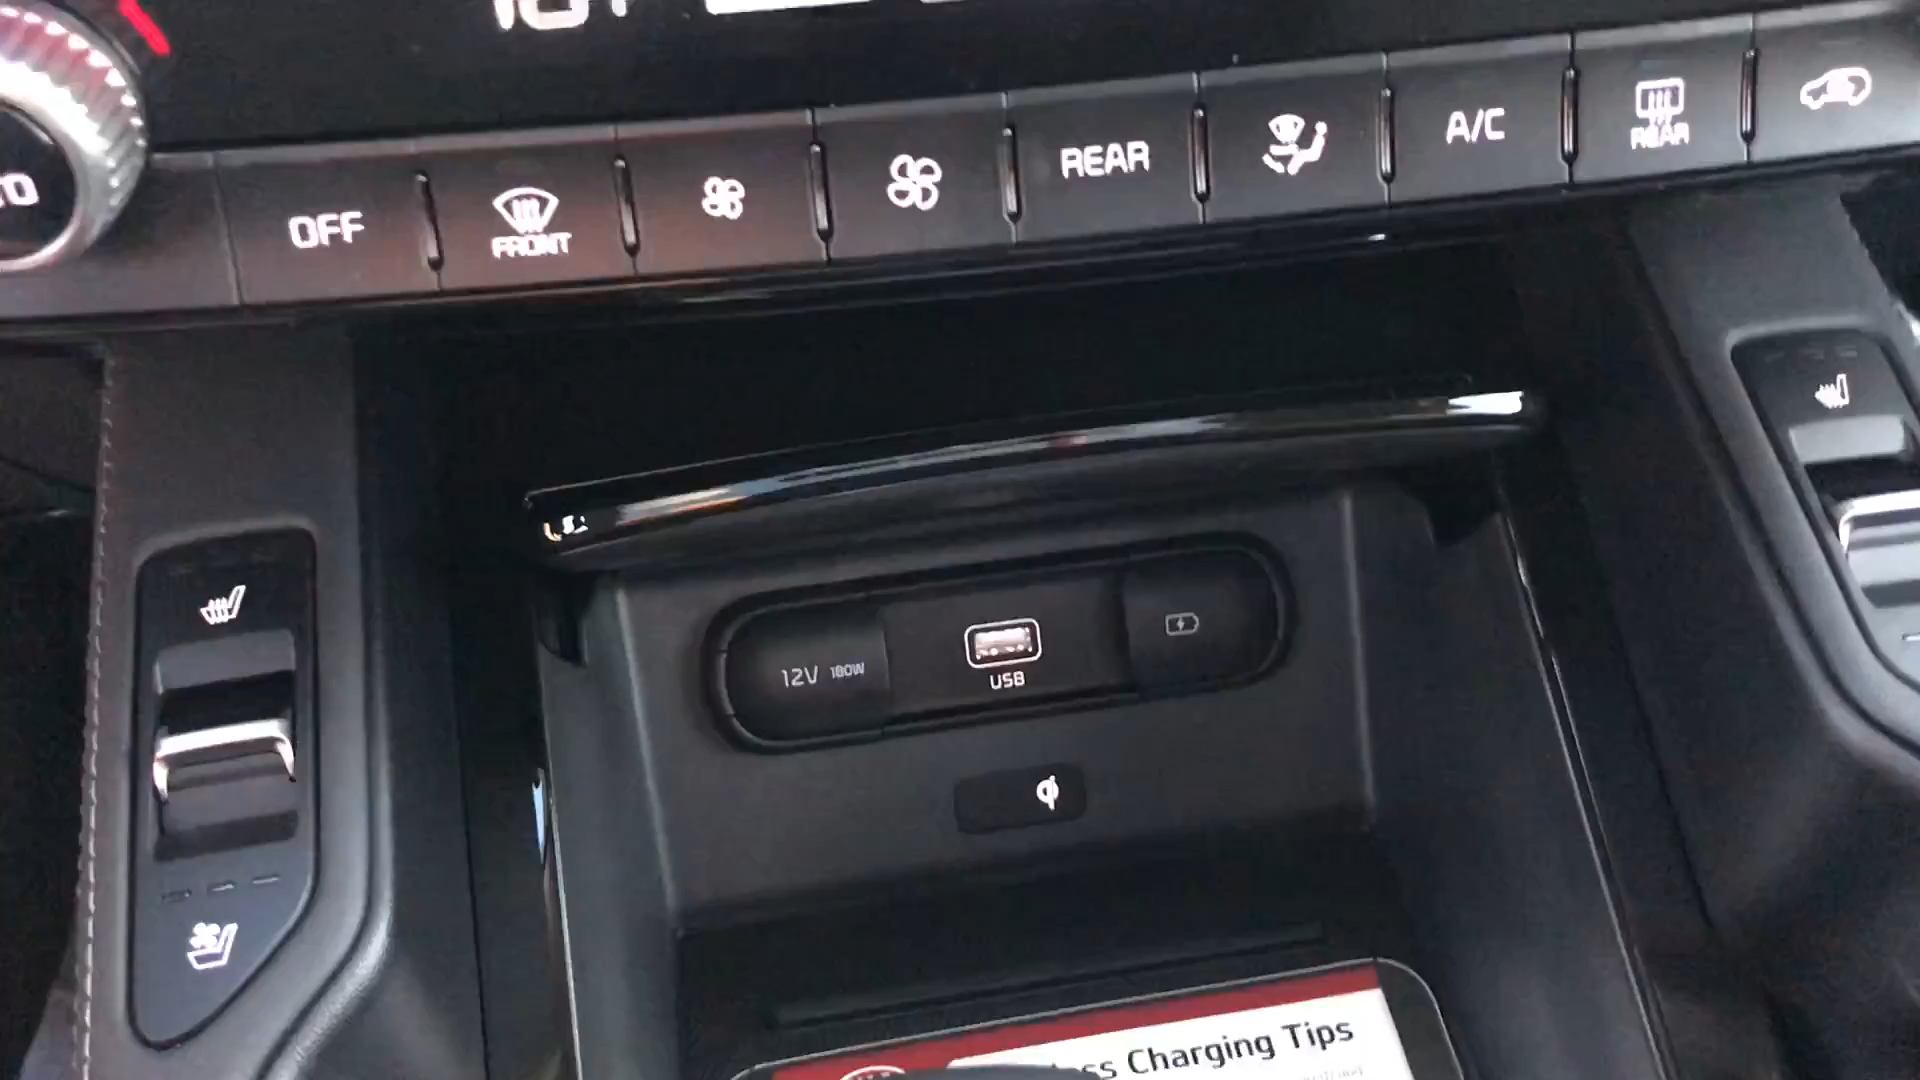 OFF
FRONT
REAR
A/C
REAR
12V 180W
USB
Charging Tips